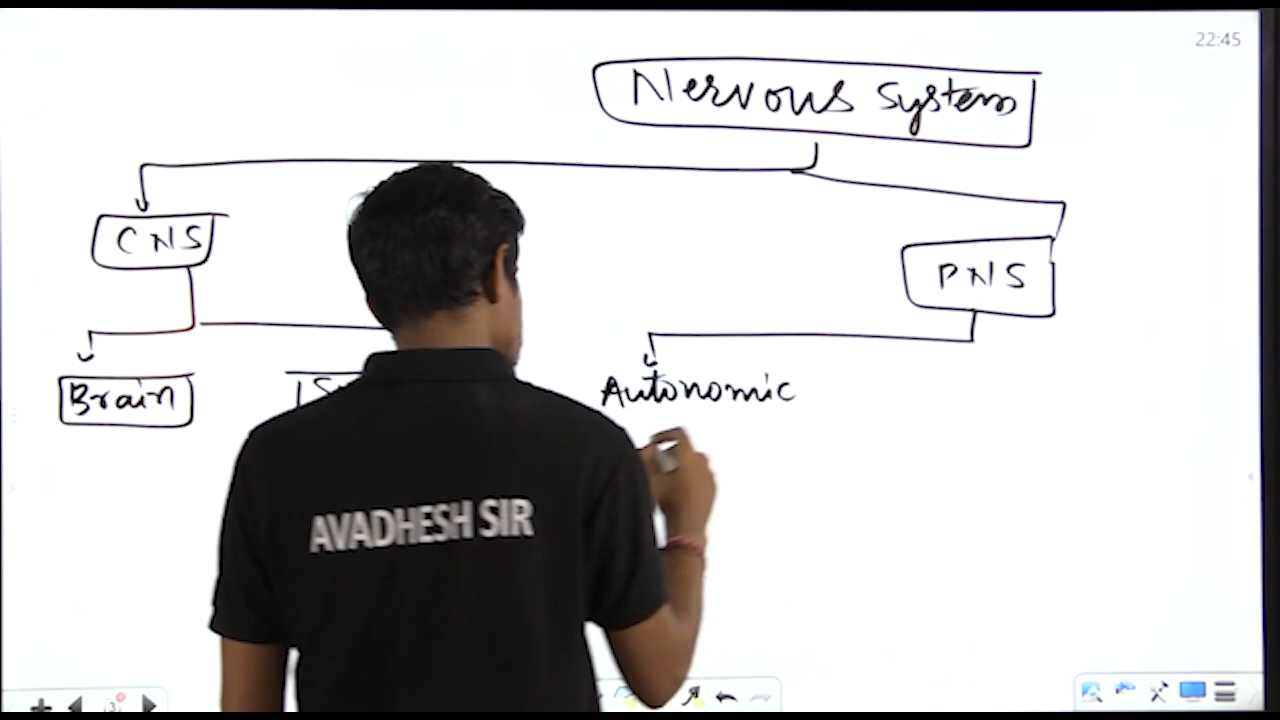 22:45
Nervous System
CNS
PNS
Brain
Autonomic
AVADHESH SIR